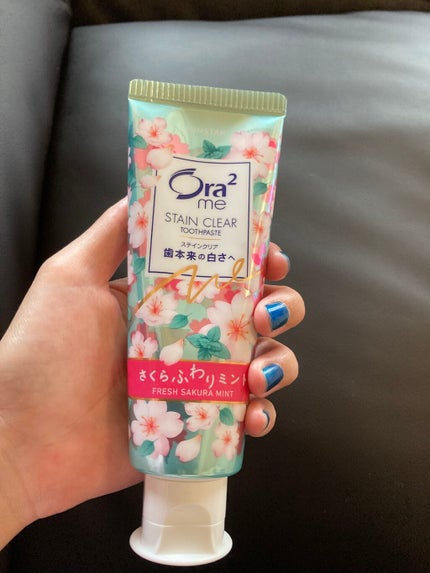 Ora²
me
STAIN CLEAR
TOOTHPASTE
ステインクリア
歯本来の白さへ
さくらふわりミント
FRESH SAKURA MINT